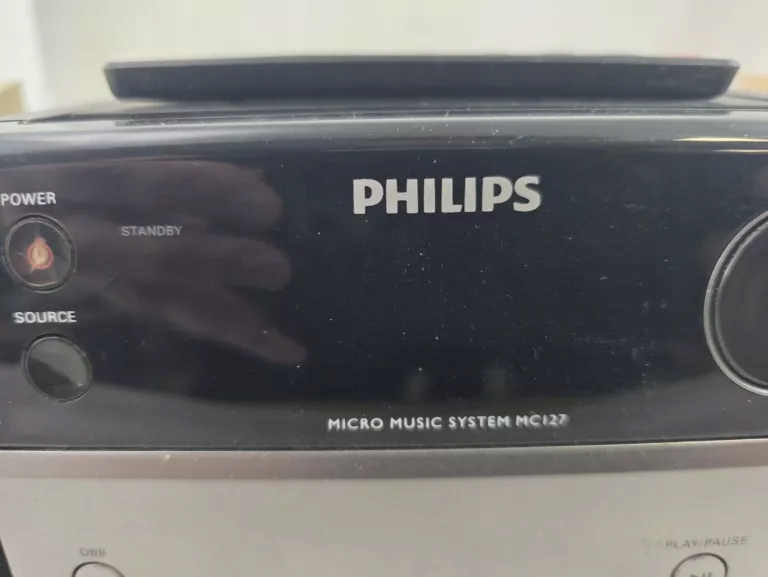 PHILIPS
POWER
STANDBY
SOURCE
MICRO MUSIC SYSTEM MC127
DBB
PLAY/PAUSE